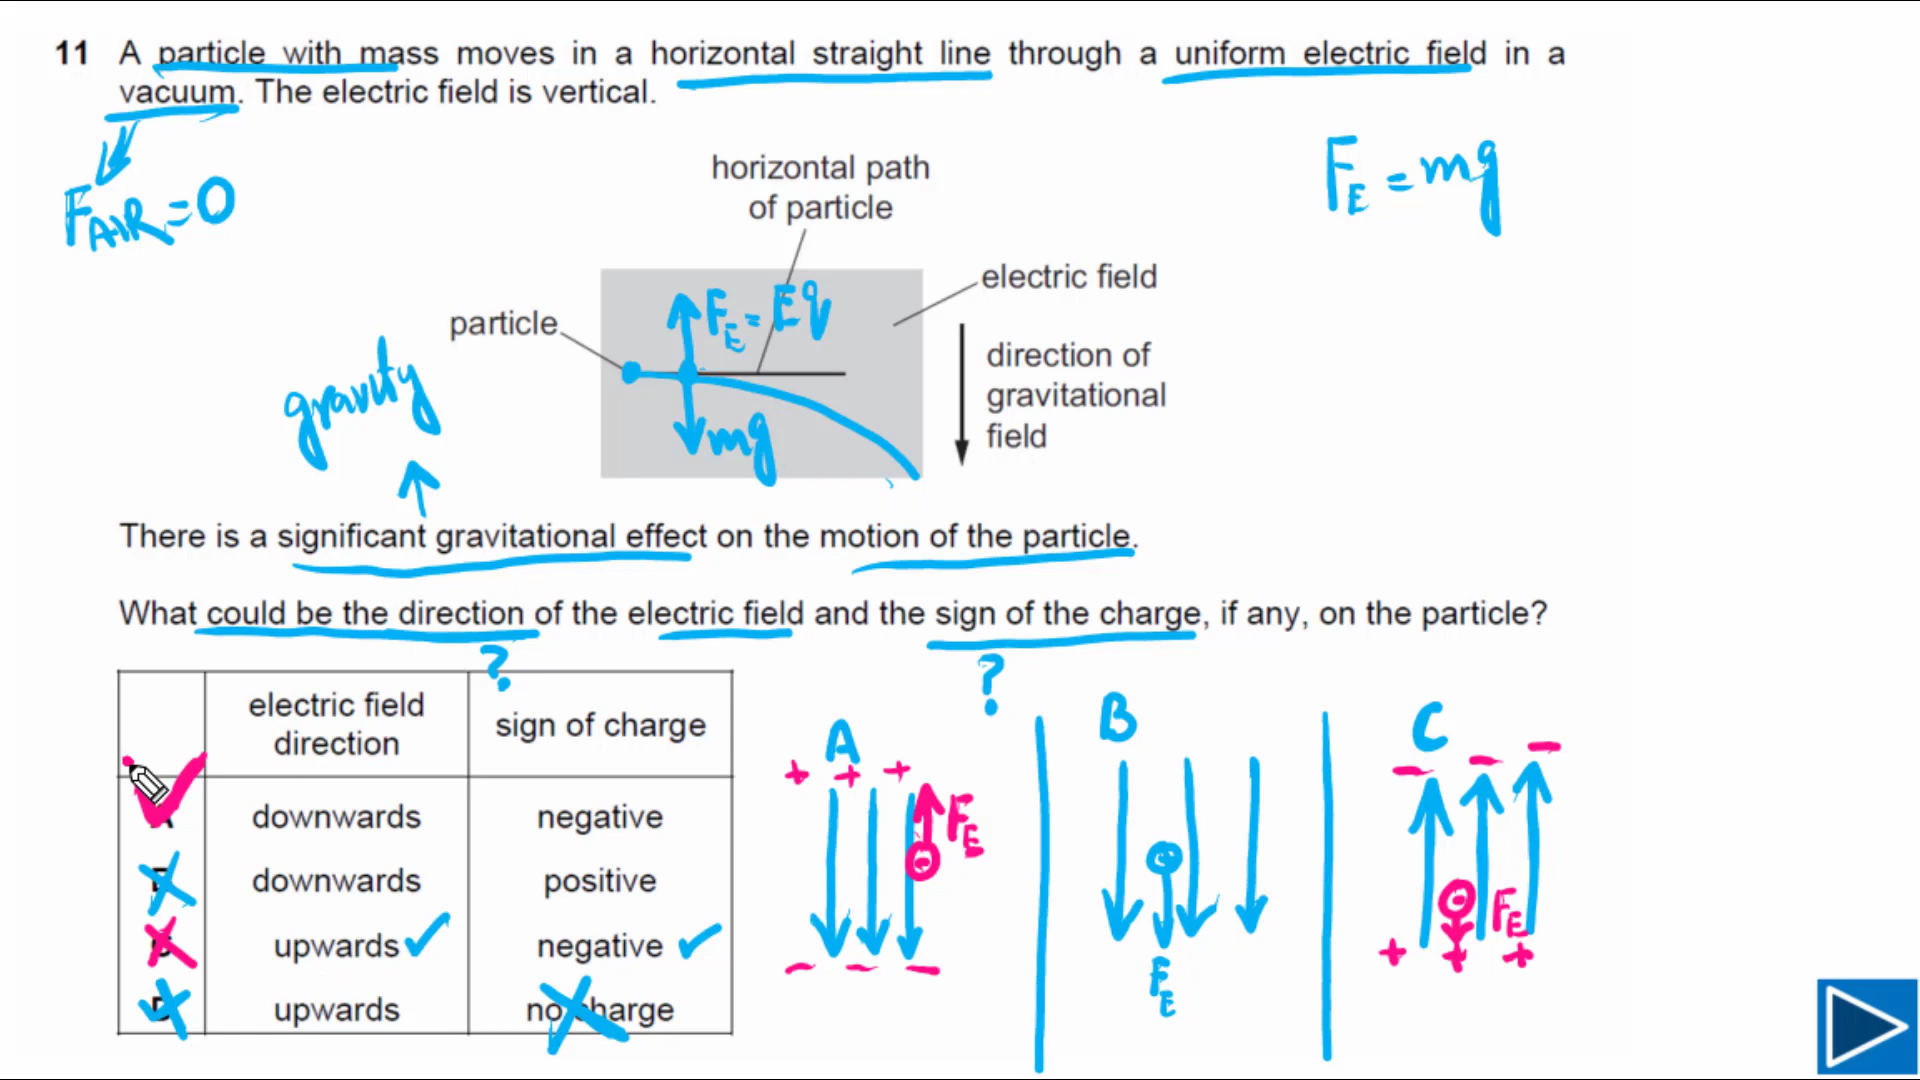 11 A particle with mass moves in a horizontal straight line through a uniform electric field in a
vacuum. The electric field is vertical.
F_AIR = 0
F_E = mg
horizontal path
of particle
electric field
particle
F_E = Eq
direction of
gravitational
field
gravity
mg
There is a significant gravitational effect on the motion of the particle.
What could be the direction of the electric field and the sign of the charge, if any, on the particle?
? ?
electric field
direction
sign of charge
A downwards negative
downwards positive
C upwards negative
D upwards no charge
A
+ + +
F_E
−
− − −
B
F_E
C
− − −
−
F_E
+ + +